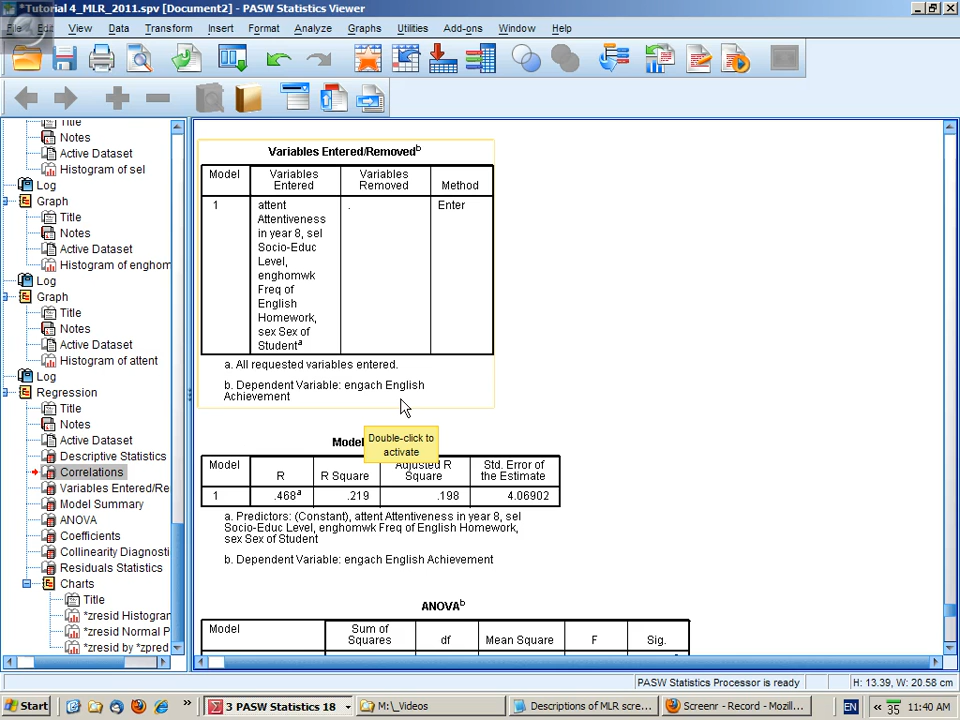 *Tutorial 4_MLR_2011.spv [Document2] - PASW Statistics Viewer
File Edit View Data Transform Insert Format Analyze Graphs Utilities Add-ons Window Help
Title
Notes
Active Dataset
Histogram of sel
Log
Graph
Title
Notes
Active Dataset
Histogram of enghom
Log
Graph
Title
Notes
Active Dataset
Histogram of attent
Log
Regression
Title
Notes
Active Dataset
Descriptive Statistics
Correlations
Variables Entered/Re
Model Summary
ANOVA
Coefficients
Collinearity Diagnosti
Residuals Statistics
Charts
Title
*zresid Histograr
*zresid Normal P
*zresid by *zpred
Variables Entered/Removedb
Model Variables Entered Variables Removed Method
1 attent . Enter
Attentiveness
in year 8, sel
Socio-Educ
Level,
enghomwk
Freq of
English
Homework,
sex Sex of
Studenta
a. All requested variables entered.
b. Dependent Variable: engach English
Achievement
Double-click to
activate
Model
Model R R Square Adjusted R Square Std. Error of the Estimate
1 .468a .219 .198 4.06902
a. Predictors: (Constant), attent Attentiveness in year 8, sel
Socio-Educ Level, enghomwk Freq of English Homework,
sex Sex of Student
b. Dependent Variable: engach English Achievement
ANOVAb
Model Sum of Squares df Mean Square F Sig.
PASW Statistics Processor is ready H: 13.39, W: 20.58 cm
Start » 3 PASW Statistics 18 M:\_Videos Descriptions of MLR scre... Screenr - Record - Mozill... EN « 35 11:40 AM